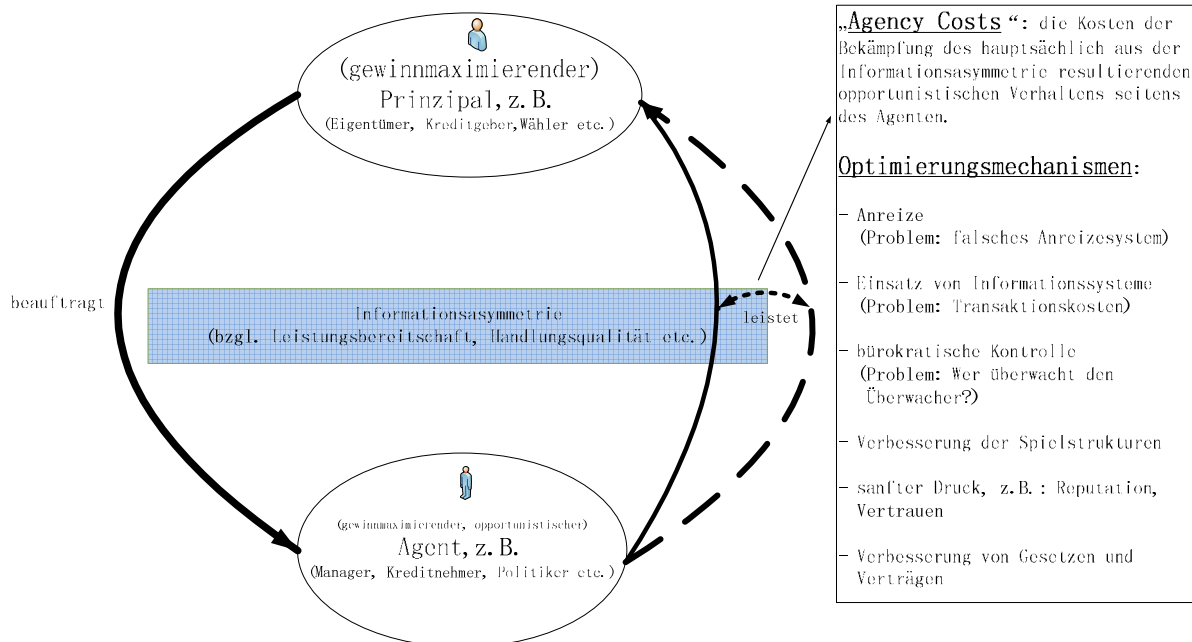 (gewinnmaximierender)
Prinzipal, z.B.
(Eigentümer, Kreditgeber,Wähler etc.)
beauftragt
Informationsasymmetrie
(bzgl. Leistungsbereitschaft, Handlungsqualität etc.)
leistet
(gewinnmaximierender, opportunistischer)
Agent, z.B.
(Manager, Kreditnehmer, Politiker etc.)
„Agency Costs “: die Kosten der
Bekämpfung des hauptsächlich aus der
Informationsasymmetrie resultierenden
opportunistischen Verhaltens seitens
des Agenten.
Optimierungsmechanismen:
- Anreize
(Problem: falsches Anreizesystem)
- Einsatz von Informationssysteme
(Problem: Transaktionskosten)
- bürokratische Kontrolle
(Problem: Wer überwacht den
Überwacher?)
- Verbesserung der Spielstrukturen
- sanfter Druck, z.B.: Reputation,
Vertrauen
- Verbesserung von Gesetzen und
Verträgen